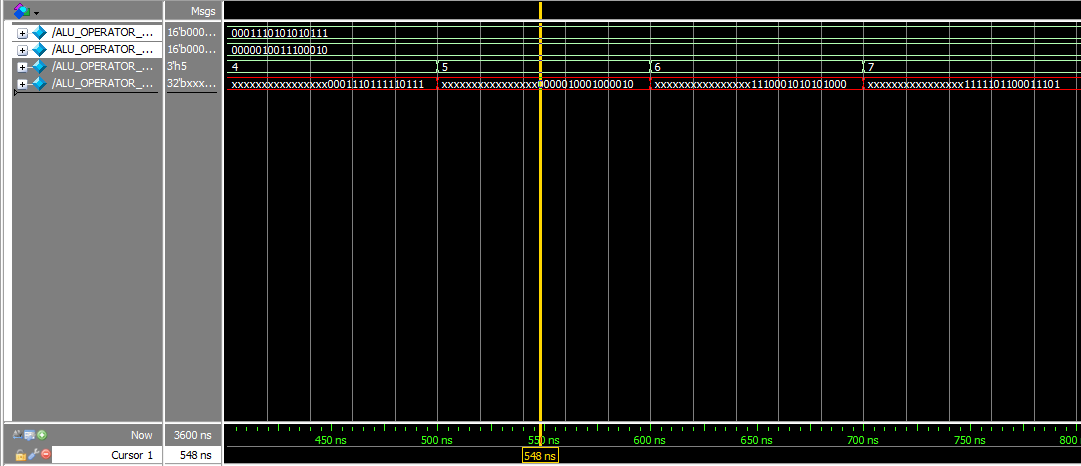 Msgs
/ALU_OPERATOR_... 16'b000... 0001110101010111
/ALU_OPERATOR_... 16'b000... 0000010011100010
/ALU_OPERATOR_... 3'h5 4 5 6 7
/ALU_OPERATOR_... 32'bxxx... xxxxxxxxxxxxxxxx0001110111110111 xxxxxxxxxxxxxxxx0000010001000010 xxxxxxxxxxxxxxxx1110001010101000 xxxxxxxxxxxxxxxx1111101100011101
Now 3600 ns 450 ns 500 ns 550 ns 600 ns 650 ns 700 ns 750 ns 800
Cursor 1 548 ns 548 ns